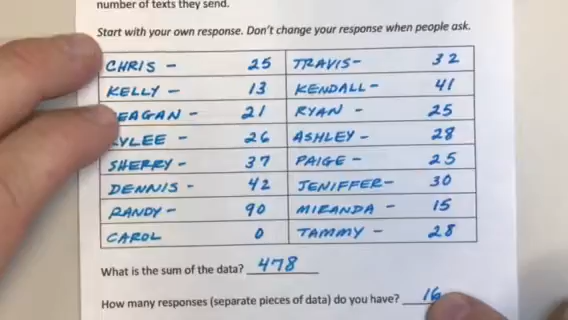 number of texts they send.
Start with your own response. Don't change your response when people ask.
CHRIS - 25 TRAVIS- 32
KELLY - 13 KENDALL- 41
EAGAN - 21 RYAN - 25
YLEE - 26 ASHLEY - 28
SHERRY - 37 PAIGE - 25
DENNIS - 42 JENIFFER- 30
RANDY - 90 MIRANDA - 15
CAROL 0 TAMMY - 28
What is the sum of the data? 478
How many responses (separate pieces of data) do you have? 16